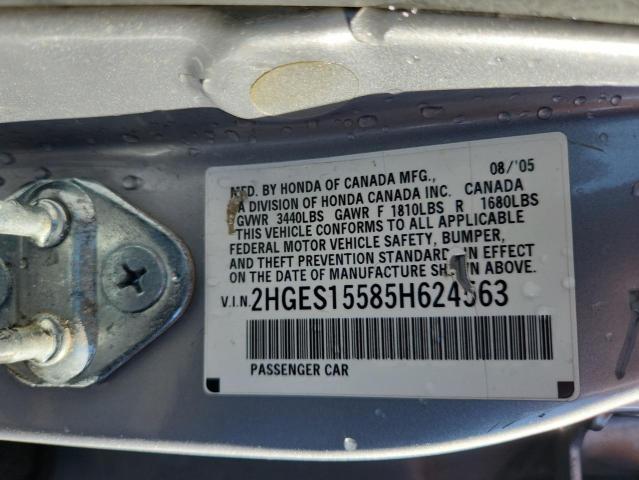 08/'05
MFD. BY HONDA OF CANADA MFG.,
A DIVISION OF HONDA CANADA INC. CANADA
GVWR 3440LBS GAWR F 1810LBS R 1680LBS
THIS VEHICLE CONFORMS TO ALL APPLICABLE
FEDERAL MOTOR VEHICLE SAFETY, BUMPER,
AND THEFT PREVENTION STANDARDS IN EFFECT
ON THE DATE OF MANUFACTURE SHOWN ABOVE.
V.I.N. 2HGES15585H624563
PASSENGER CAR